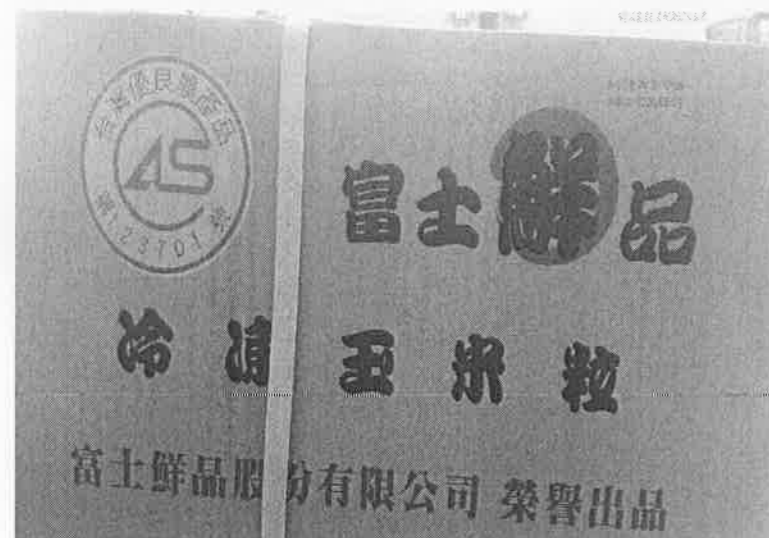 台灣優良農產品
CAS
第123701號
富士鮮品
冷凍玉米粒
富士鮮品股份有限公司 榮譽出品